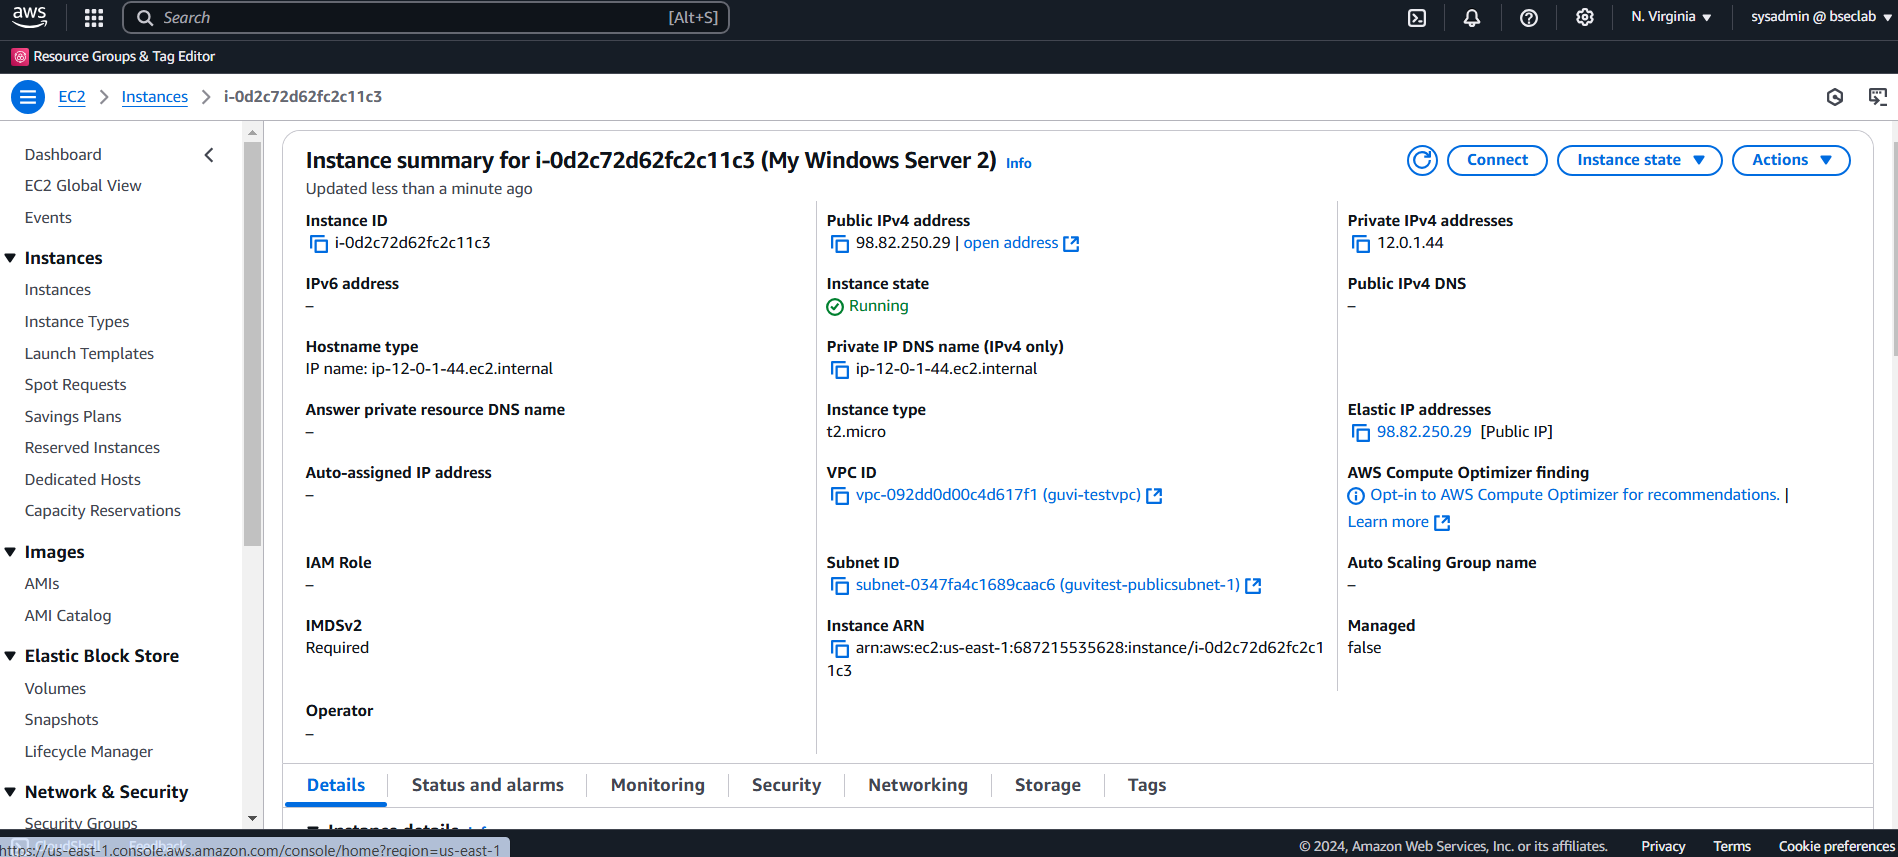 aws
Search [Alt+S]
N. Virginia
sysadmin @ bseclab
Resource Groups & Tag Editor
EC2 Instances i-0d2c72d62fc2c11c3
Dashboard
EC2 Global View
Events
Instances
Instances
Instance Types
Launch Templates
Spot Requests
Savings Plans
Reserved Instances
Dedicated Hosts
Capacity Reservations
Images
AMIs
AMI Catalog
Elastic Block Store
Volumes
Snapshots
Lifecycle Manager
Network & Security
Security Groups
Instance summary for i-0d2c72d62fc2c11c3 (My Windows Server 2) Info
Updated less than a minute ago
Connect
Instance state
Actions
Instance ID
i-0d2c72d62fc2c11c3
Public IPv4 address
98.82.250.29 | open address
Private IPv4 addresses
12.0.1.44
IPv6 address
–
Instance state
Running
Public IPv4 DNS
–
Hostname type
IP name: ip-12-0-1-44.ec2.internal
Private IP DNS name (IPv4 only)
ip-12-0-1-44.ec2.internal
Answer private resource DNS name
–
Instance type
t2.micro
Elastic IP addresses
98.82.250.29 [Public IP]
Auto-assigned IP address
–
VPC ID
vpc-092dd0d00c4d617f1 (guvi-testvpc)
AWS Compute Optimizer finding
Opt-in to AWS Compute Optimizer for recommendations. |
Learn more
IAM Role
–
Subnet ID
subnet-0347fa4c1689caac6 (guvitest-publicsubnet-1)
Auto Scaling Group name
–
IMDSv2
Required
Instance ARN
arn:aws:ec2:us-east-1:687215535628:instance/i-0d2c72d62fc2c1
1c3
Managed
false
Operator
–
Details
Status and alarms
Monitoring
Security
Networking
Storage
Tags
Instance details
CloudShell Feedback
https://us-east-1.console.aws.amazon.com/console/home?region=us-east-1
© 2024, Amazon Web Services, Inc. or its affiliates.
Privacy
Terms
Cookie preferences